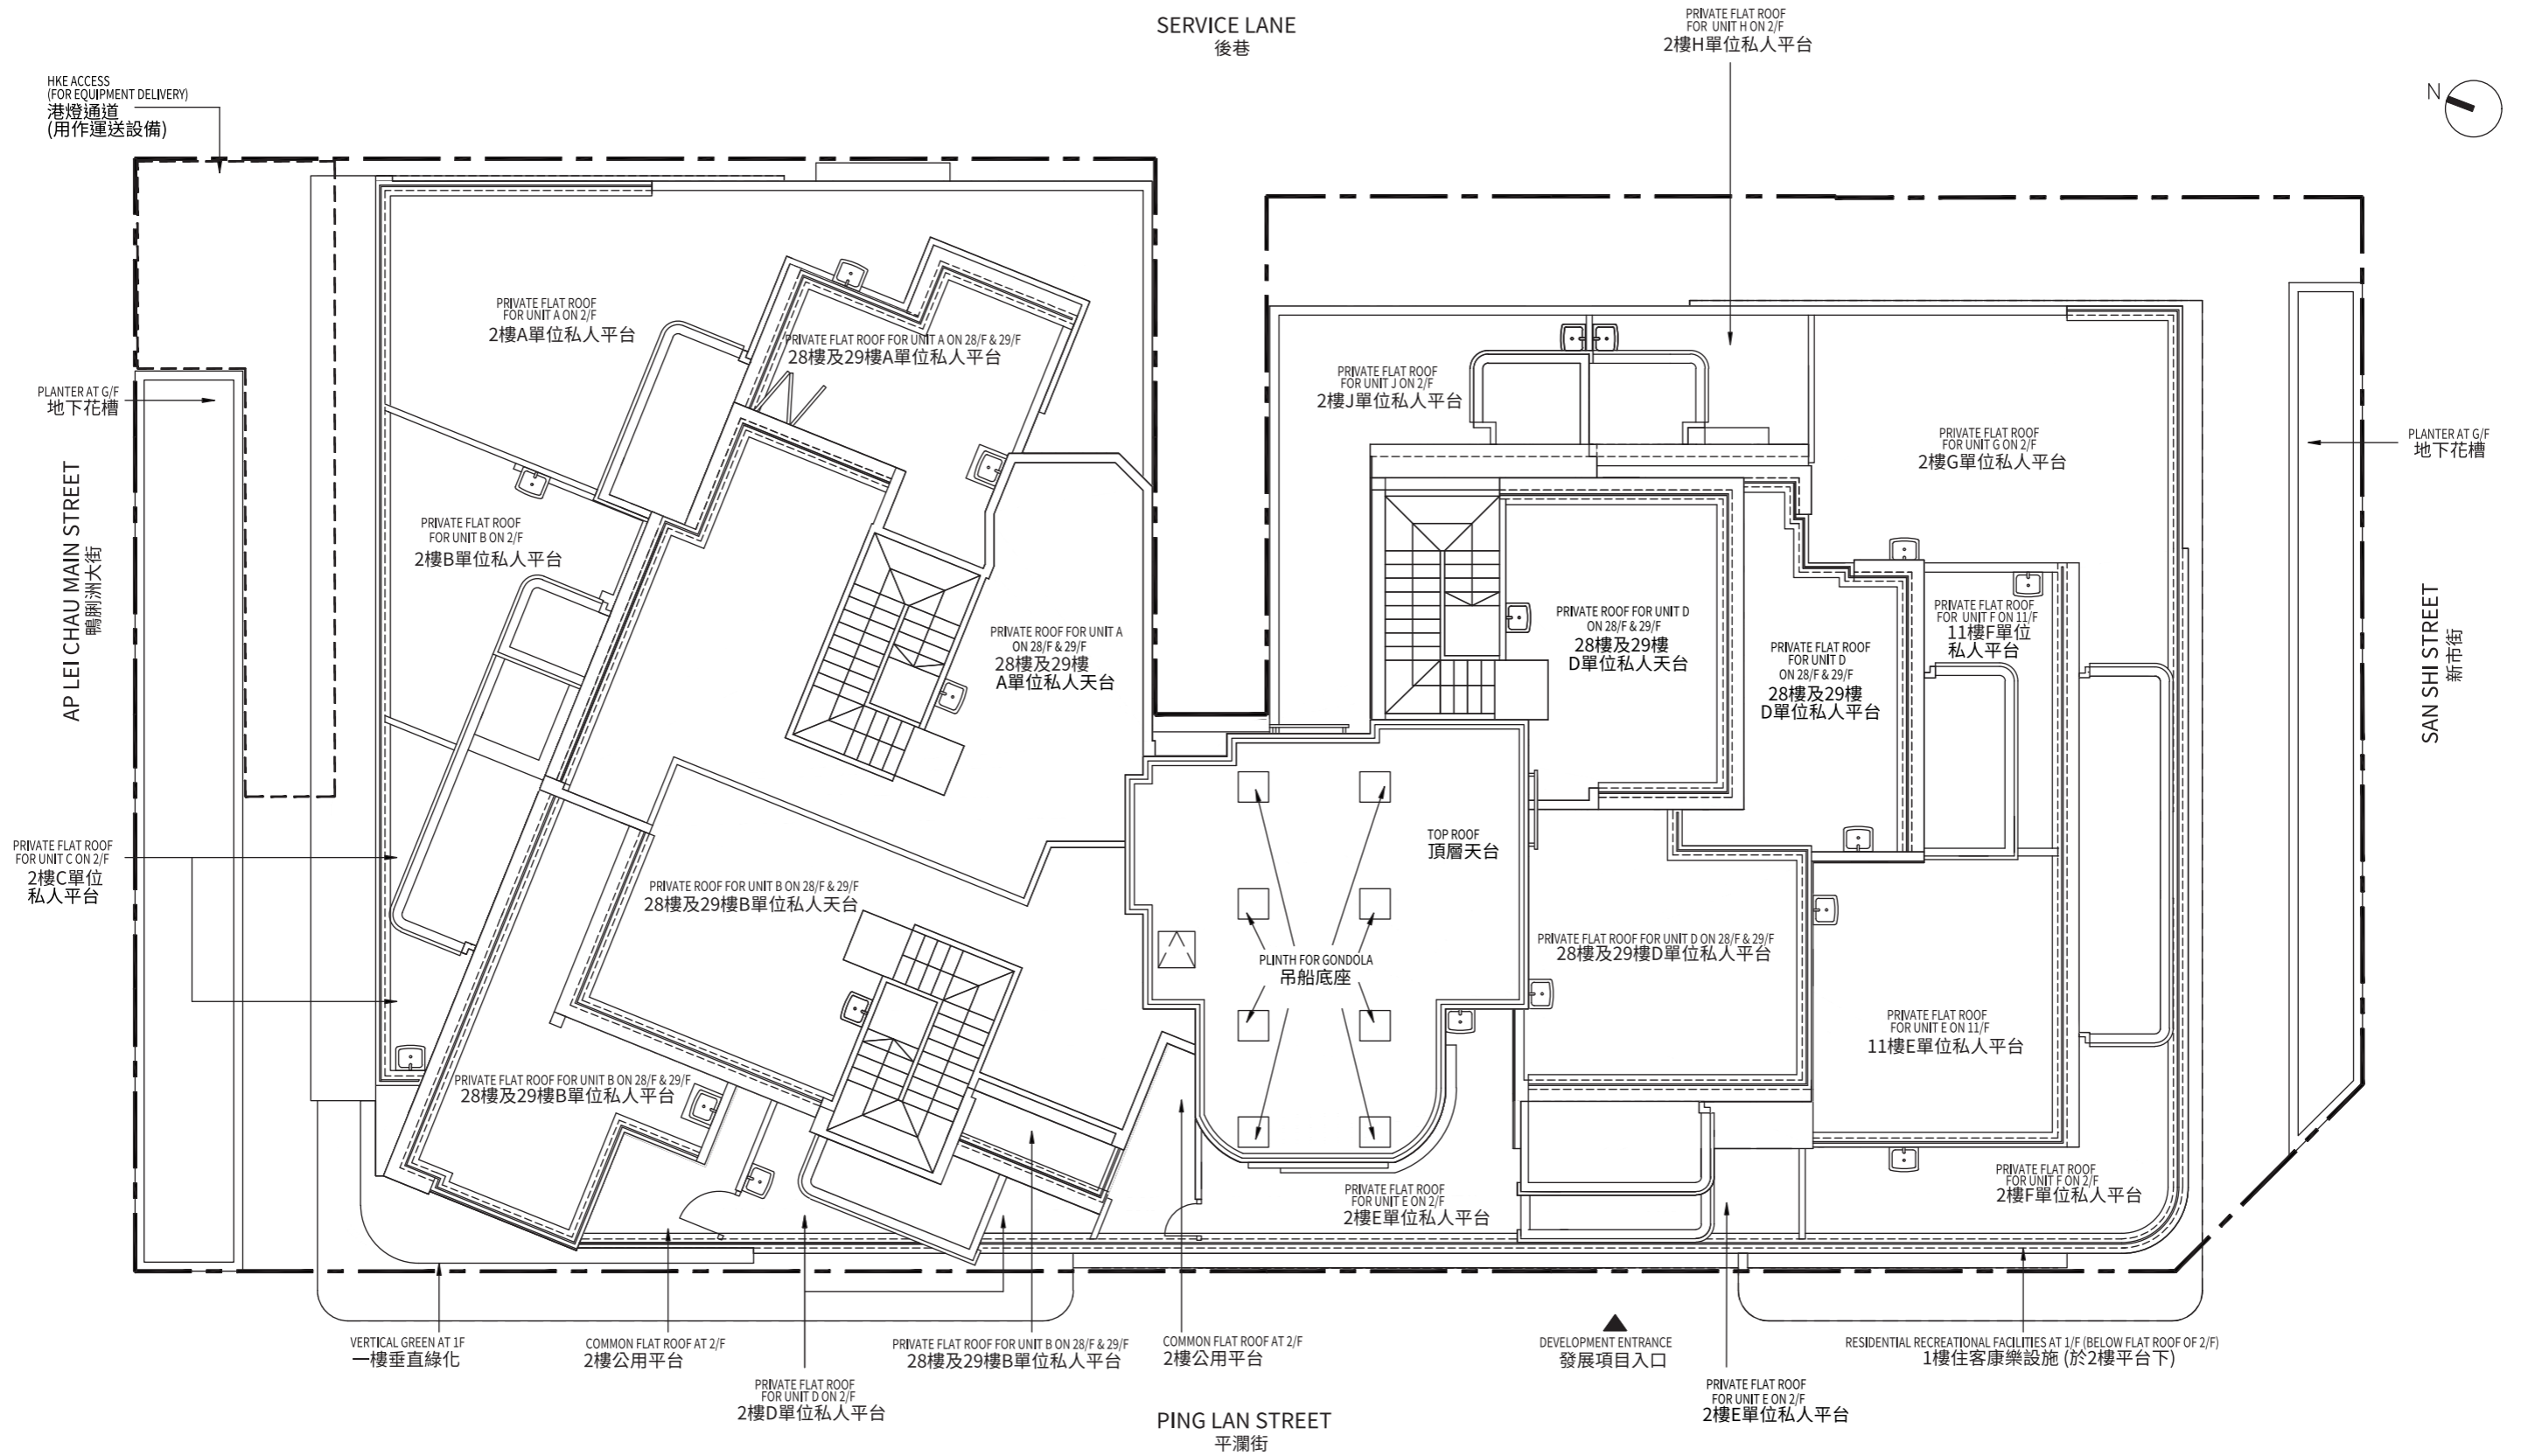 SERVICE LANE
後巷
PRIVATE FLAT ROOF
FOR UNIT H ON 2/F
2樓H單位私人平台
HKE ACCESS
(FOR EQUIPMENT DELIVERY)
港燈通道
(用作運送設備)
N
PRIVATE FLAT ROOF
FOR UNIT A ON 2/F
2樓A單位私人平台
PRIVATE FLAT ROOF FOR UNIT A ON 28/F & 29/F
28樓及29樓A單位私人平台
PRIVATE FLAT ROOF
FOR UNIT J ON 2/F
2樓J單位私人平台
PLANTER AT G/F
地下花槽
PRIVATE FLAT ROOF
FOR UNIT G ON 2/F
2樓G單位私人平台
PLANTER AT G/F
地下花槽
AP LEI CHAU MAIN STREET
鴨脷洲大街
PRIVATE FLAT ROOF
FOR UNIT B ON 2/F
2樓B單位私人平台
PRIVATE ROOF FOR UNIT A
ON 28/F & 29/F
28樓及29樓
A單位私人天台
PRIVATE ROOF FOR UNIT D
ON 28/F & 29/F
28樓及29樓
D單位私人天台
PRIVATE FLAT ROOF
FOR UNIT D
ON 28/F & 29/F
28樓及29樓
D單位私人平台
PRIVATE FLAT ROOF
FOR UNIT F ON 11/F
11樓F單位
私人平台
SAN SHI STREET
新市街
PRIVATE FLAT ROOF
FOR UNIT C ON 2/F
2樓C單位
私人平台
TOP ROOF
頂層天台
PRIVATE ROOF FOR UNIT B ON 28/F & 29/F
28樓及29樓B單位私人天台
PLINTH FOR GONDOLA
吊船底座
PRIVATE FLAT ROOF FOR UNIT D ON 28/F & 29/F
28樓及29樓D單位私人平台
PRIVATE FLAT ROOF
FOR UNIT E ON 11/F
11樓E單位私人平台
PRIVATE FLAT ROOF FOR UNIT B ON 28/F & 29/F
28樓及29樓B單位私人平台
PRIVATE FLAT ROOF
FOR UNIT E ON 2/F
2樓E單位私人平台
PRIVATE FLAT ROOF
FOR UNIT F ON 2/F
2樓F單位私人平台
VERTICAL GREEN AT 1F
一樓垂直綠化
COMMON FLAT ROOF AT 2/F
2樓公用平台
PRIVATE FLAT ROOF FOR UNIT B ON 28/F & 29/F
28樓及29樓B單位私人平台
COMMON FLAT ROOF AT 2/F
2樓公用平台
DEVELOPMENT ENTRANCE
發展項目入口
RESIDENTIAL RECREATIONAL FACILITIES AT 1/F (BELOW FLAT ROOF OF 2/F)
1樓住客康樂設施 (於2樓平台下)
PRIVATE FLAT ROOF
FOR UNIT D ON 2/F
2樓D單位私人平台
PRIVATE FLAT ROOF
FOR UNIT E ON 2/F
2樓E單位私人平台
PING LAN STREET
平瀾街